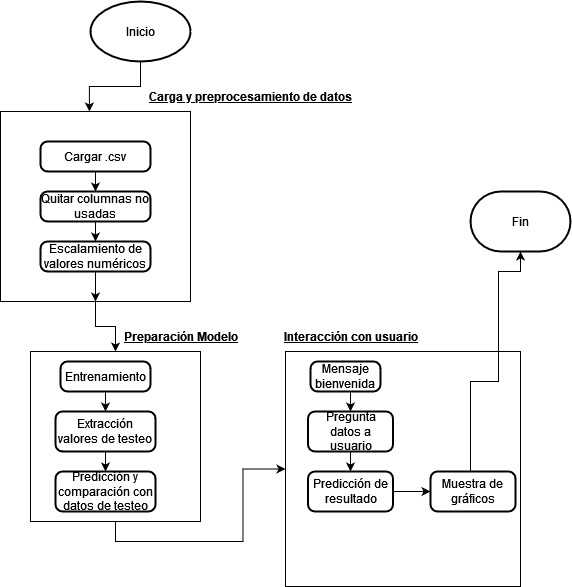 Inicio
Carga y preprocesamiento de datos
Cargar .csv
Quitar columnas no
usadas
Escalamiento de
valores numéricos
Preparación Modelo
Entrenamiento
Extracción
valores de testeo
Predicción y
comparación con
datos de testeo
Interacción con usuario
Mensaje
bienvenida
Pregunta
datos a
usuario
Predicción de
resultado
Muestra de
gráficos
Fin